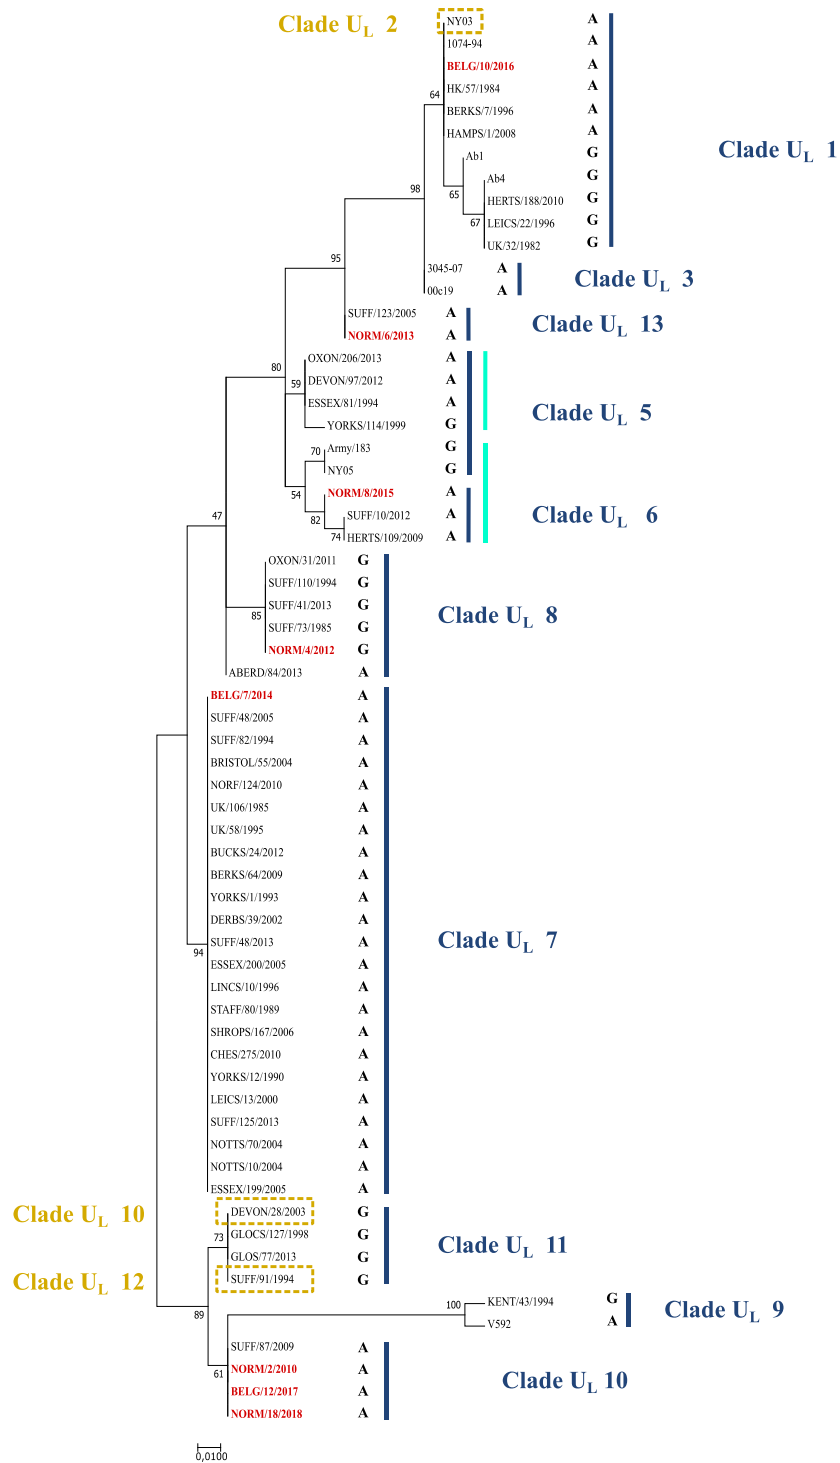 Clade UL 2
NY03 A
1074-94 A
BELG/10/2016 A
HK/57/1984 A
BERKS/7/1996 A
64
HAMPS/1/2008 A
Clade UL 1
Ab1 G
Ab4 G
98
65
HERTS/188/2010 G
67
LEICS/22/1996 G
UK/32/1982 G
95
3045-07 A
Clade UL 3
00c19 A
SUFF/123/2005 A
Clade UL 13
NORM/6/2013 A
OXON/206/2013 A
80
DEVON/97/2012 A
59
ESSEX/81/1994 A
Clade UL 5
YORKS/114/1999 G
Army/183 G
70
NY05 G
54
NORM/8/2015 A
SUFF/10/2012 A
Clade UL 6
47
82
74
HERTS/109/2009 A
OXON/31/2011 G
SUFF/110/1994 G
SUFF/41/2013 G
Clade UL 8
85
SUFF/73/1985 G
NORM/4/2012 G
ABERD/84/2013 A
BELG/7/2014 A
SUFF/48/2005 A
SUFF/82/1994 A
BRISTOL/55/2004 A
NORF/124/2010 A
UK/106/1985 A
UK/58/1995 A
BUCKS/24/2012 A
BERKS/64/2009 A
YORKS/1/1993 A
DERBS/39/2002 A
SUFF/48/2013 A
Clade UL 7
94
ESSEX/200/2005 A
LINCS/10/1996 A
STAFF/80/1989 A
SHROPS/167/2006 A
CHES/275/2010 A
YORKS/12/1990 A
LEICS/13/2000 A
SUFF/125/2013 A
NOTTS/70/2004 A
NOTTS/10/2004 A
ESSEX/199/2005 A
Clade UL 10
DEVON/28/2003 G
73
GLOCS/127/1998 G
Clade UL 11
GLOS/77/2013 G
Clade UL 12
SUFF/91/1994 G
100
KENT/43/1994 G
Clade UL 9
89
V592 A
SUFF/87/2009 A
61
NORM/2/2010 A
Clade UL 10
BELG/12/2017 A
NORM/18/2018 A
0,0100